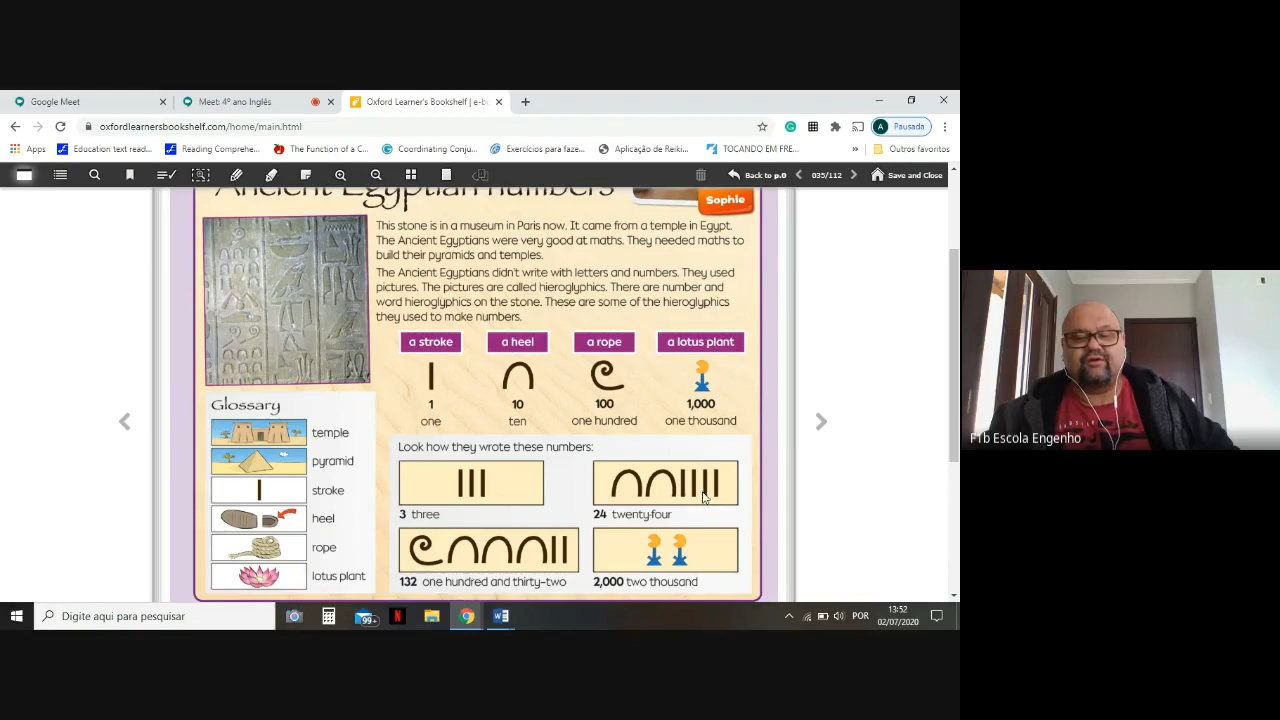 Google Meet
Meet: 4º ano Inglês
Oxford Learner's Bookshelf | e-b
oxfordlearnersbookshelf.com/home/main.html
Pausada
Apps
Education text read...
Reading Comprehe...
The Function of a C...
Coordinating Conju...
Exercícios para faze...
Aplicação de Reiki...
TOCANDO EM FRE...
Outros favoritos
Back to p.0
035/112
Save and Close
Ancient Egyptian numbers
Sophie
This stone is in a museum in Paris now. It came from a temple in Egypt.
The Ancient Egyptians were very good at maths. They needed maths to
build their pyramids and temples.
The Ancient Egyptians didn't write with letters and numbers. They used
pictures. The pictures are called hieroglyphics. There are number and
word hieroglyphics on the stone. These are some of the hieroglyphics
they used to make numbers.
a stroke a heel a rope a lotus plant
1 10 100 1,000
one ten one hundred one thousand
Glossary
temple
pyramid
stroke
heel
rope
lotus plant
Look how they wrote these numbers:
3 three
24 twenty-four
132 one hundred and thirty-two
2,000 two thousand
F1b Escola Engenho
Digite aqui para pesquisar
99+
POR
13:52
02/07/2020